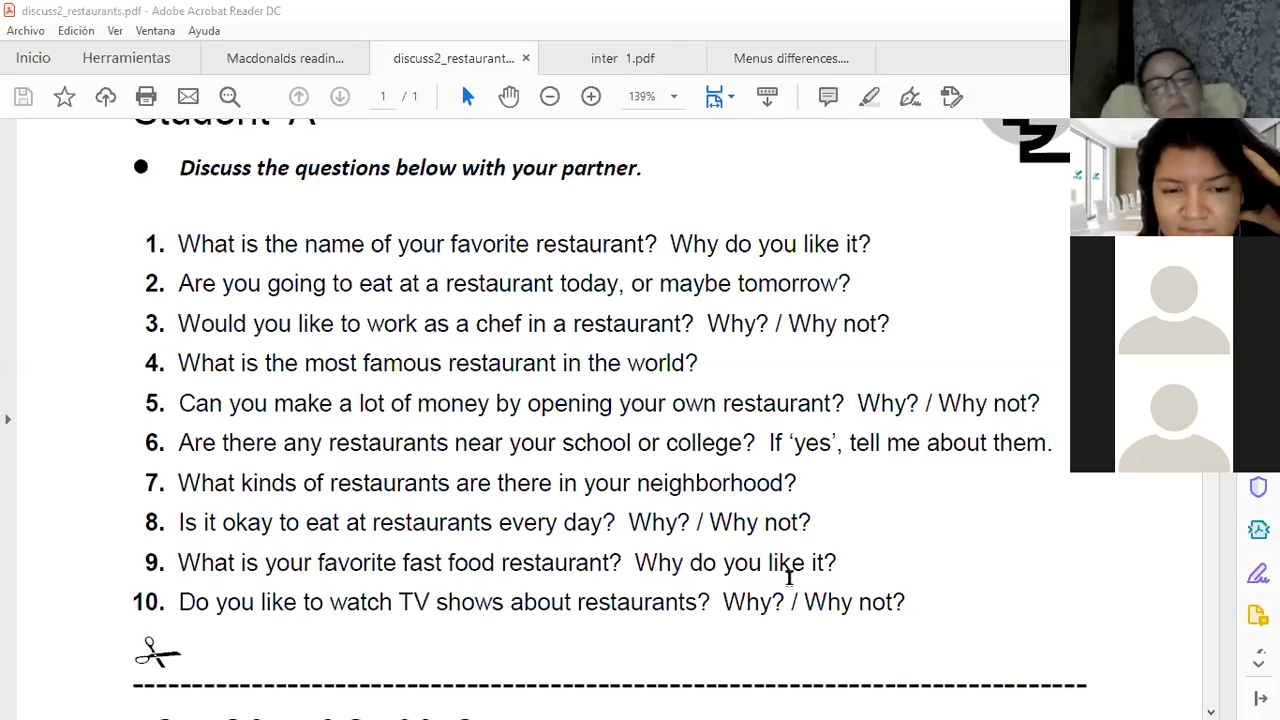 discuss2_restaurants.pdf - Adobe Acrobat Reader DC
Archivo Edición Ver Ventana Ayuda
Inicio Herramientas Macdonalds readin... discuss2_restaurant... × inter 1.pdf Menus differences....
1 / 1 139%
Student A
● Discuss the questions below with your partner.
1. What is the name of your favorite restaurant? Why do you like it?
2. Are you going to eat at a restaurant today, or maybe tomorrow?
3. Would you like to work as a chef in a restaurant? Why? / Why not?
4. What is the most famous restaurant in the world?
5. Can you make a lot of money by opening your own restaurant? Why? / Why not?
6. Are there any restaurants near your school or college? If ‘yes’, tell me about them.
7. What kinds of restaurants are there in your neighborhood?
8. Is it okay to eat at restaurants every day? Why? / Why not?
9. What is your favorite fast food restaurant? Why do you like it?
10. Do you like to watch TV shows about restaurants? Why? / Why not?